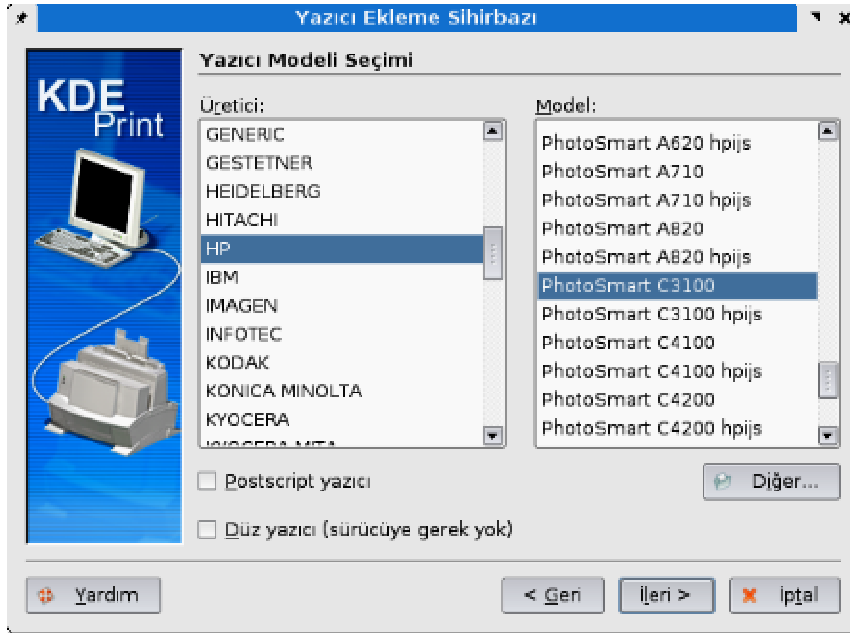 Yazıcı Ekleme Sihirbazı
KDE
Print
Yazıcı Modeli Seçimi
Üretici:
GENERIC
GESTETNER
HEIDELBERG
HITACHI
HP
IBM
IMAGEN
INFOTEC
KODAK
KONICA MINOLTA
KYOCERA
KYOCERA MITA
Model:
PhotoSmart A620 hpijs
PhotoSmart A710
PhotoSmart A710 hpijs
PhotoSmart A820
PhotoSmart A820 hpijs
PhotoSmart C3100
PhotoSmart C3100 hpijs
PhotoSmart C4100
PhotoSmart C4100 hpijs
PhotoSmart C4200
PhotoSmart C4200 hpijs
Postscript yazıcı
Diğer...
Düz yazıcı (sürücüye gerek yok)
Yardım
< Geri
İleri >
İptal